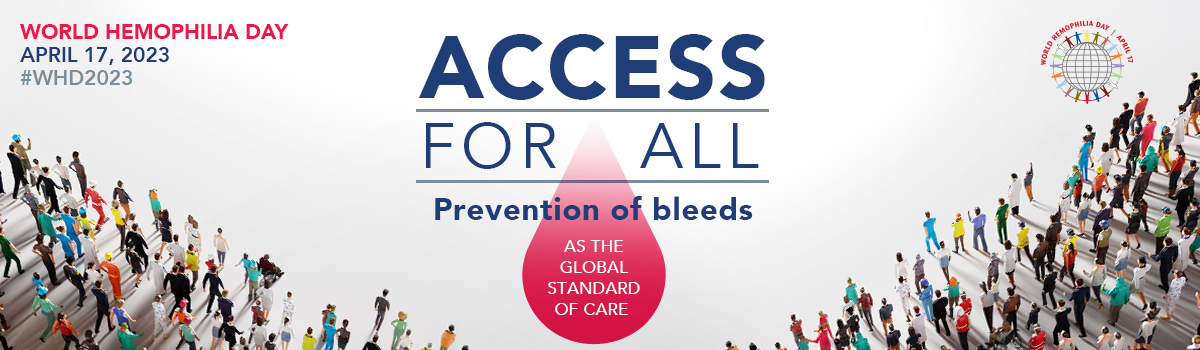 WORLD HEMOPHILIA DAY
APRIL 17, 2023
#WHD2023
ACCESS
FOR ALL
Prevention of bleeds
AS THE
GLOBAL
STANDARD
OF CARE
WORLD HEMOPHILIA DAY | APRIL 17